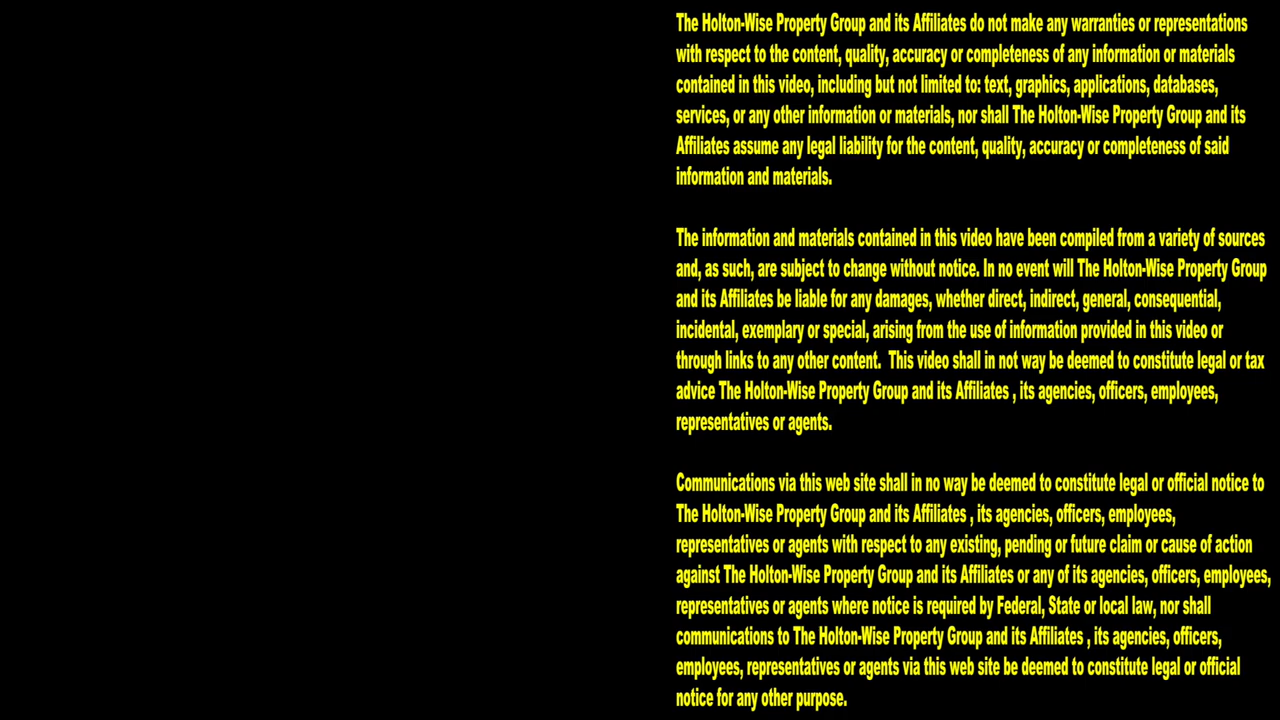 The Holton-Wise Property Group and its Affiliates do not make any warranties or representations
with respect to the content, quality, accuracy or completeness of any information or materials
contained in this video, including but not limited to: text, graphics, applications, databases,
services, or any other information or materials, nor shall The Holton-Wise Property Group and its
Affiliates assume any legal liability for the content, quality, accuracy or completeness of said
information and materials.
The information and materials contained in this video have been compiled from a variety of sources
and, as such, are subject to change without notice. In no event will The Holton-Wise Property Group
and its Affiliates be liable for any damages, whether direct, indirect, general, consequential,
incidental, exemplary or special, arising from the use of information provided in this video or
through links to any other content.  This video shall in not way be deemed to constitute legal or tax
advice The Holton-Wise Property Group and its Affiliates , its agencies, officers, employees,
representatives or agents.
Communications via this web site shall in no way be deemed to constitute legal or official notice to
The Holton-Wise Property Group and its Affiliates , its agencies, officers, employees,
representatives or agents with respect to any existing, pending or future claim or cause of action
against The Holton-Wise Property Group and its Affiliates or any of its agencies, officers, employees,
representatives or agents where notice is required by Federal, State or local law, nor shall
communications to The Holton-Wise Property Group and its Affiliates , its agencies, officers,
employees, representatives or agents via this web site be deemed to constitute legal or official
notice for any other purpose.